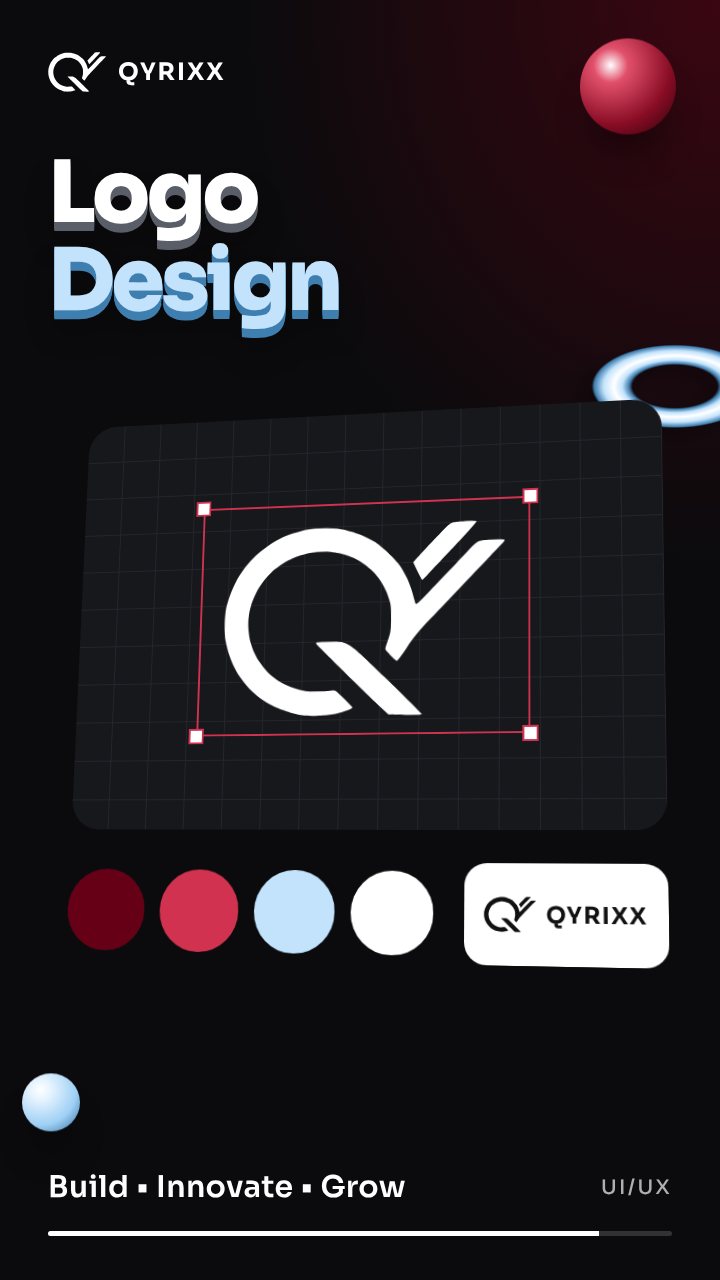 QYRIXX
Logo
Design
QYRIXX
Build ▪ Innovate ▪ Grow
UI/UX